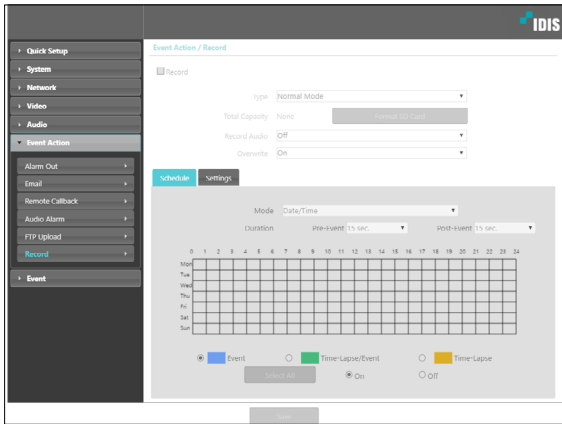 IDIS
Quick Setup
System
Network
Video
Audio
Event Action
Alarm Out
Email
Remote Callback
Audio Alarm
FTP Upload
Record
Event
Event Action / Record
Record
Type Normal Mode
Total Capacity None Format SD Card
Record Audio Off
Overwrite On
Schedule Settings
Mode Date/Time
Duration Pre-Event 15 sec. Post-Event 15 sec.
0 1 2 3 4 5 6 7 8 9 10 11 12 13 14 15 16 17 18 19 20 21 22 23 24
Mon
Tue
Wed
Thu
Fri
Sat
Sun
Event Time-Lapse/Event Time-Lapse
Select All On Off
Save